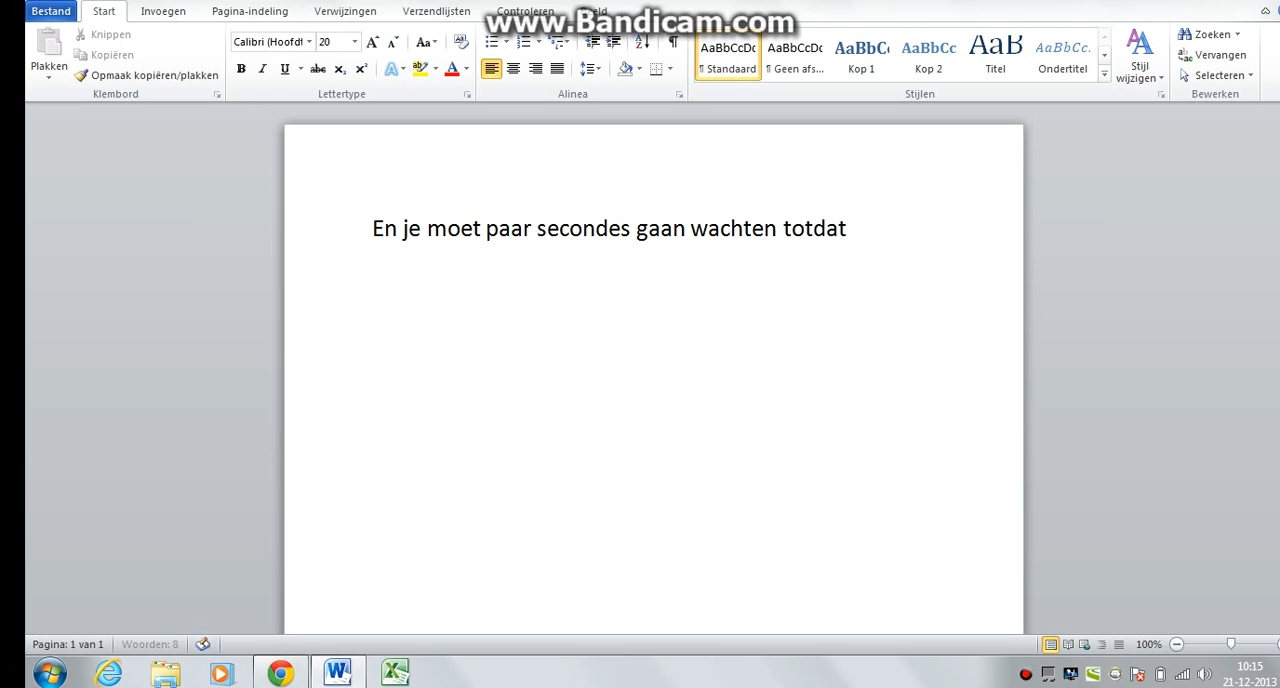 www.Bandicam.com
Bestand Start Invoegen Pagina-indeling Verwijzingen Verzendlijsten Controleren
Plakken
Knippen
Kopiëren
Opmaak kopiëren/plakken
Klembord
Calibri (Hoofdt 20
Lettertype
Alinea
AaBbCcDc AaBbCcDc AaBbC AaBbCc AaB AaBbCc.
¶ Standaard ¶ Geen afs... Kop 1 Kop 2 Titel Ondertitel
Stijl
wijzigen
Stijlen
Zoeken
Vervangen
Selecteren
Bewerken
En je moet paar secondes gaan wachten totdat
Pagina: 1 van 1 Woorden: 8 100%
10:15
21-12-2013